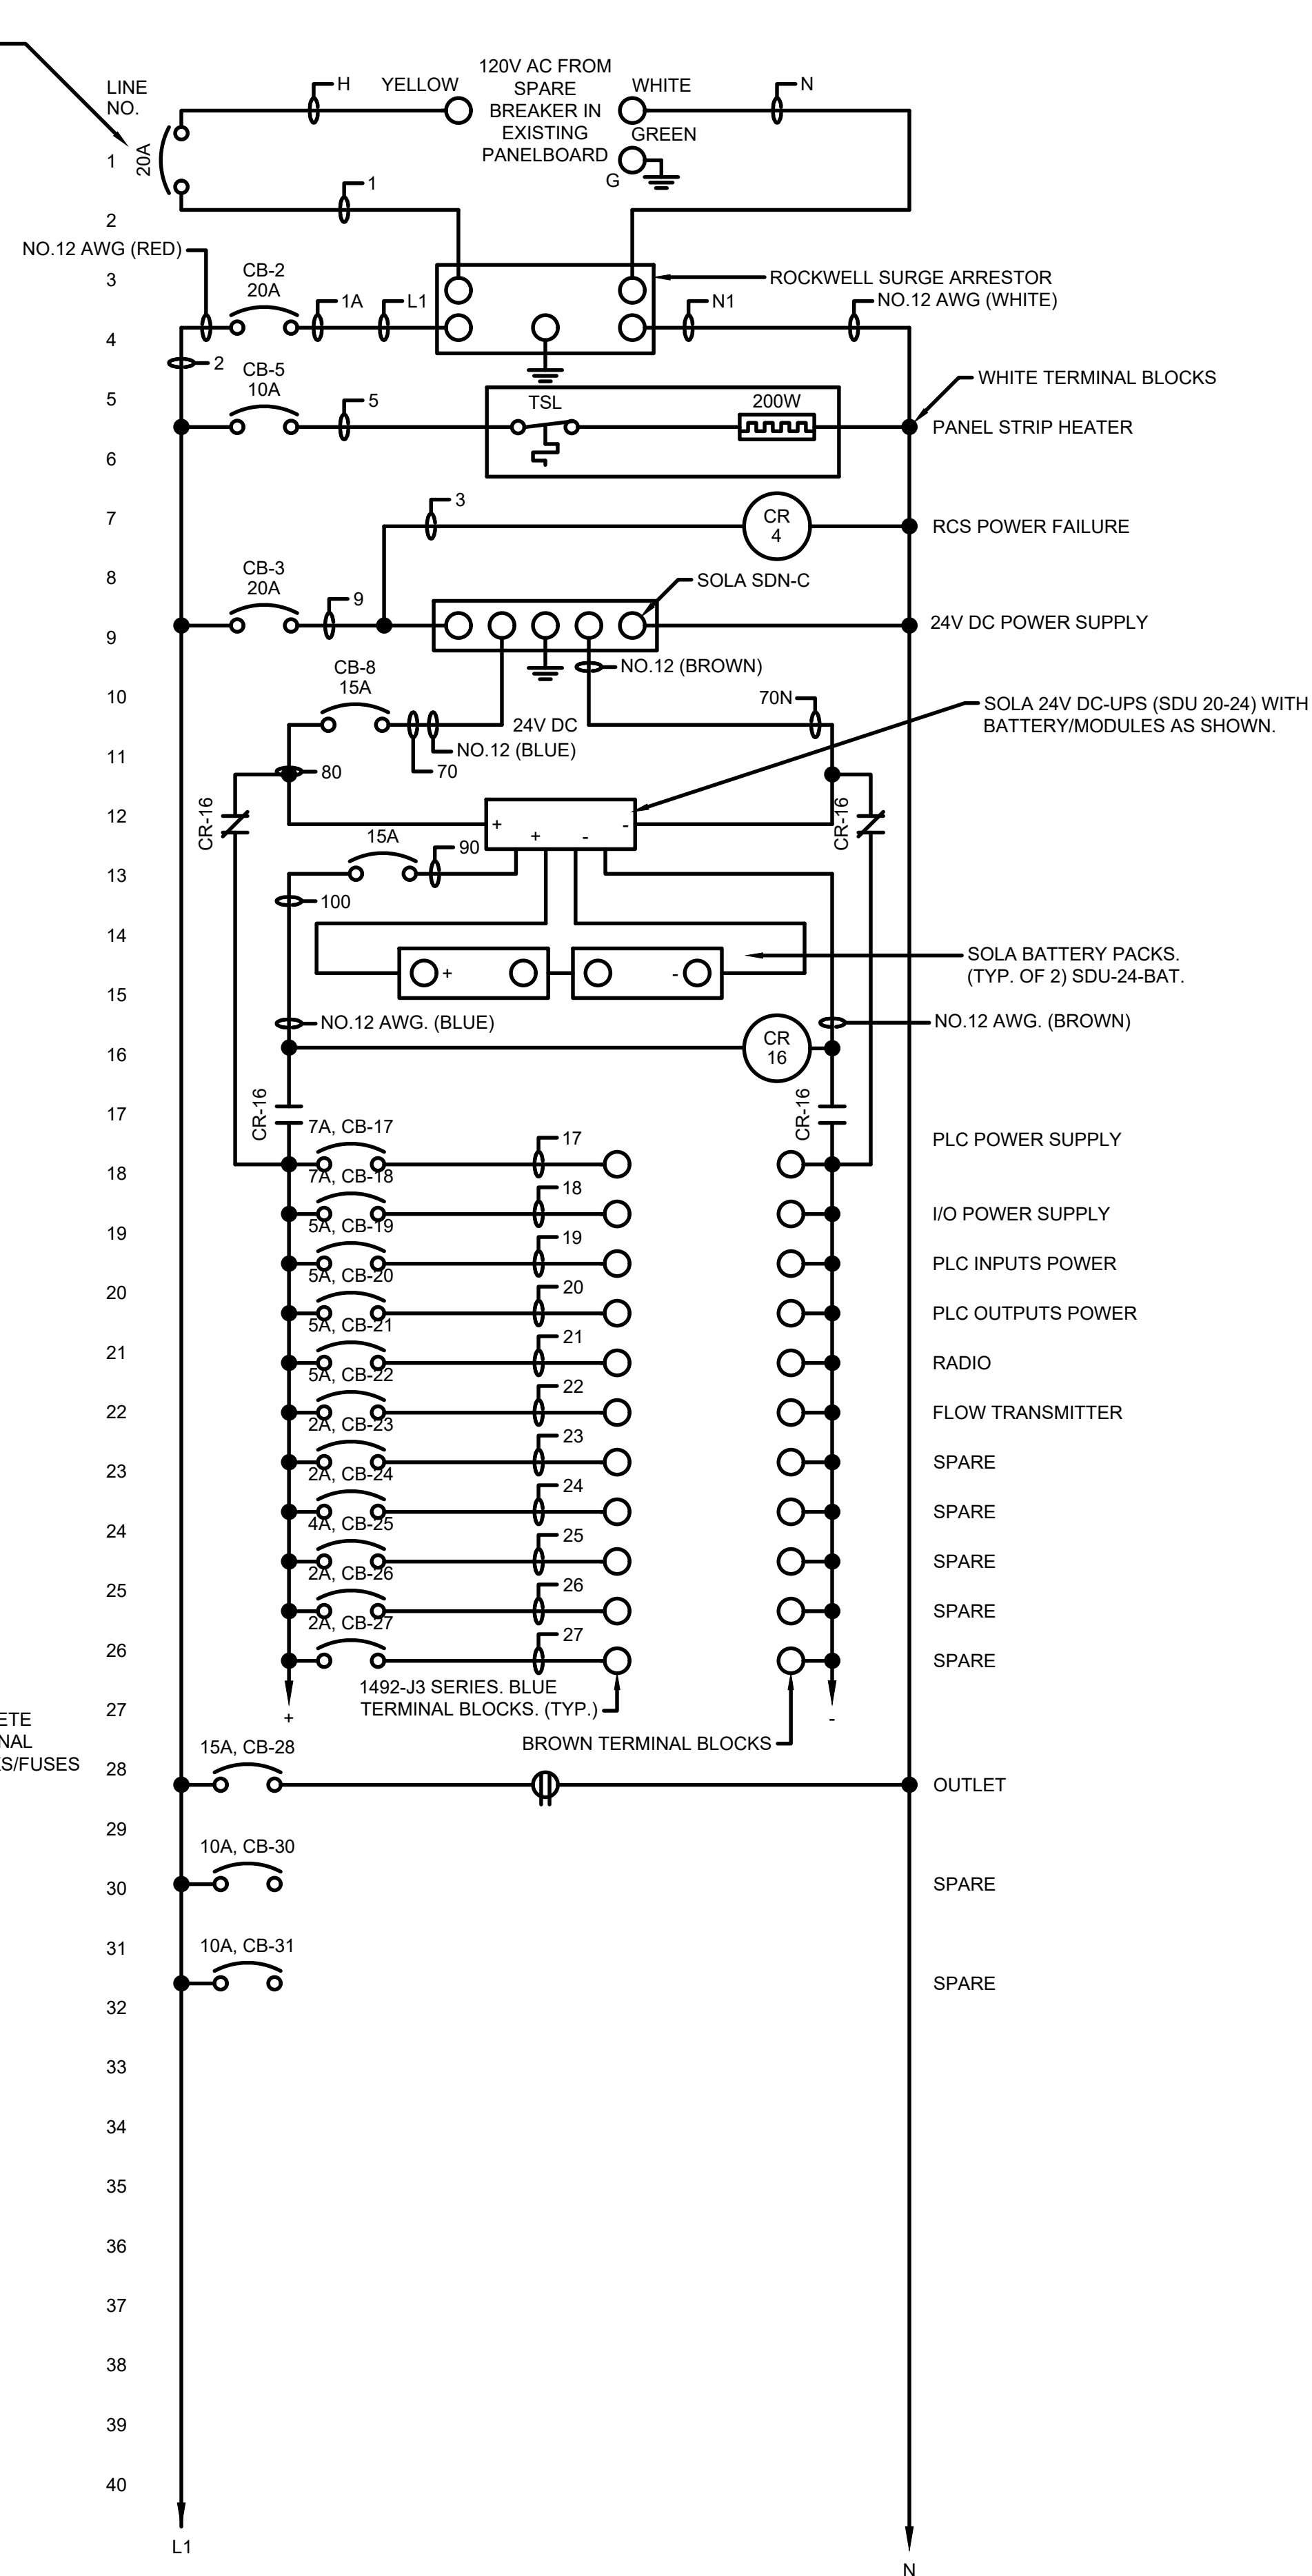 LINE
NO.
H
YELLOW
120V AC FROM
SPARE
BREAKER IN
EXISTING
PANELBOARD
WHITE
N
GREEN
G
1
20A
1
2
NO.12 AWG (RED)
3
CB-2
20A
1A
L1
ROCKWELL SURGE ARRESTOR
N1
NO.12 AWG (WHITE)
4
2
CB-5
10A
WHITE TERMINAL BLOCKS
5
5
TSL
200W
PANEL STRIP HEATER
6
3
7
CR
4
RCS POWER FAILURE
8
CB-3
20A
SOLA SDN-C
9
24V DC POWER SUPPLY
9
NO.12 (BROWN)
CB-8
15A
10
70N
SOLA 24V DC-UPS (SDU 20-24) WITH
BATTERY/MODULES AS SHOWN.
24V DC
NO.12 (BLUE)
11
80
70
CR-16
CR-16
12
+
+
-
-
15A
90
13
100
14
SOLA BATTERY PACKS.
(TYP. OF 2) SDU-24-BAT.
+
-
15
NO.12 AWG. (BLUE)
NO.12 AWG. (BROWN)
16
CR
16
CR-16
CR-16
17
7A, CB-17
17
PLC POWER SUPPLY
18
7A, CB-18
18
I/O POWER SUPPLY
19
5A, CB-19
19
PLC INPUTS POWER
20
5A, CB-20
20
PLC OUTPUTS POWER
21
5A, CB-21
21
RADIO
22
5A, CB-22
22
FLOW TRANSMITTER
2A, CB-23
23
SPARE
23
2A, CB-24
24
SPARE
24
4A, CB-25
25
SPARE
25
2A, CB-26
26
SPARE
26
2A, CB-27
27
SPARE
1492-J3 SERIES. BLUE
TERMINAL BLOCKS. (TYP.)
27
+
-
BROWN TERMINAL BLOCKS
ETE
NAL
S/FUSES
28
15A, CB-28
OUTLET
29
10A, CB-30
30
SPARE
31
10A, CB-31
SPARE
32
33
34
35
36
37
38
39
40
L1
N